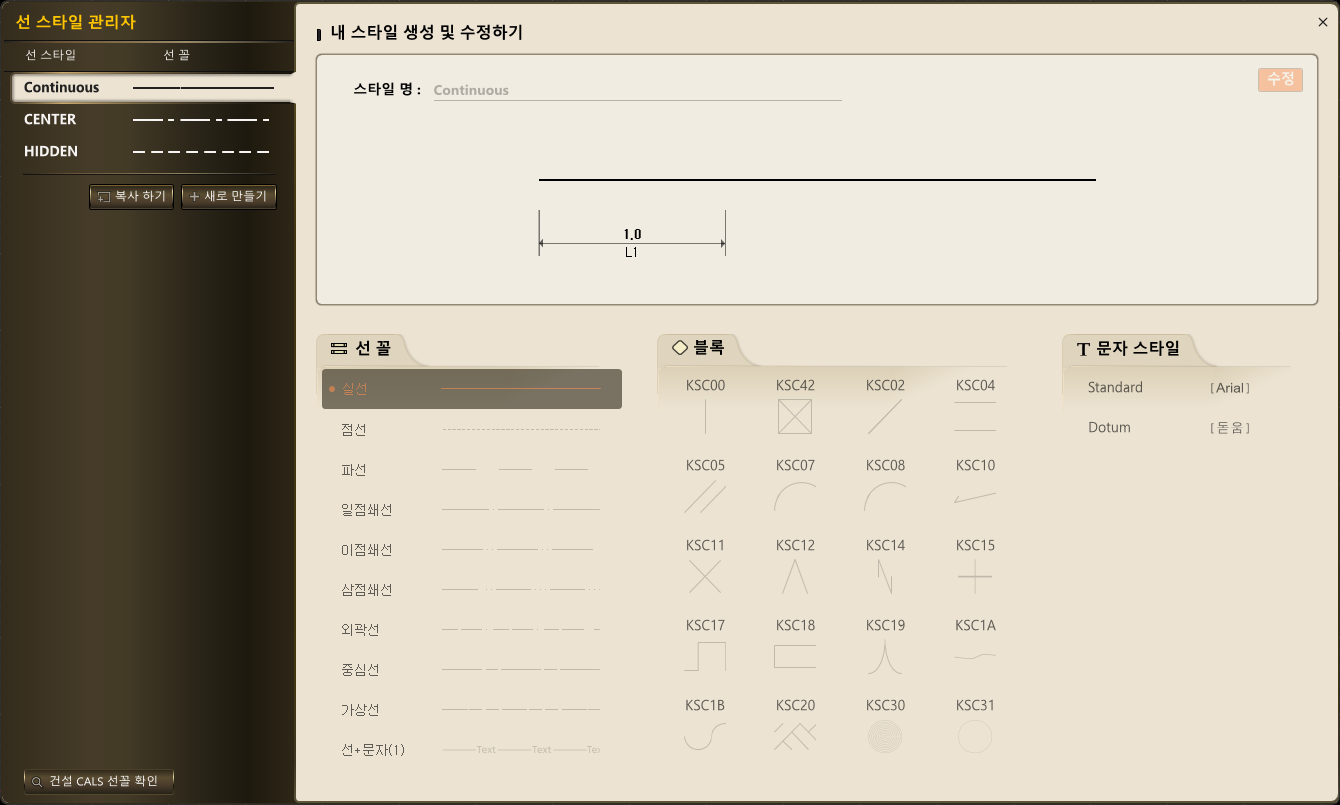 선 스타일 관리자
선 스타일 선 꼴
Continuous
CENTER
HIDDEN
복사 하기 새로 만들기
건설 CALS 선꼴 확인
내 스타일 생성 및 수정하기
스타일 명 : Continuous
수정
1.0
L1
선 꼴
실선
점선
파선
일점쇄선
이점쇄선
삼점쇄선
외곽선
중심선
가상선
선+문자(1) Text Text Te
블록
KSC00 KSC42 KSC02 KSC04
KSC05 KSC07 KSC08 KSC10
KSC11 KSC12 KSC14 KSC15
KSC17 KSC18 KSC19 KSC1A
KSC1B KSC20 KSC30 KSC31
T 문자 스타일
Standard [Arial]
Dotum [돋움]